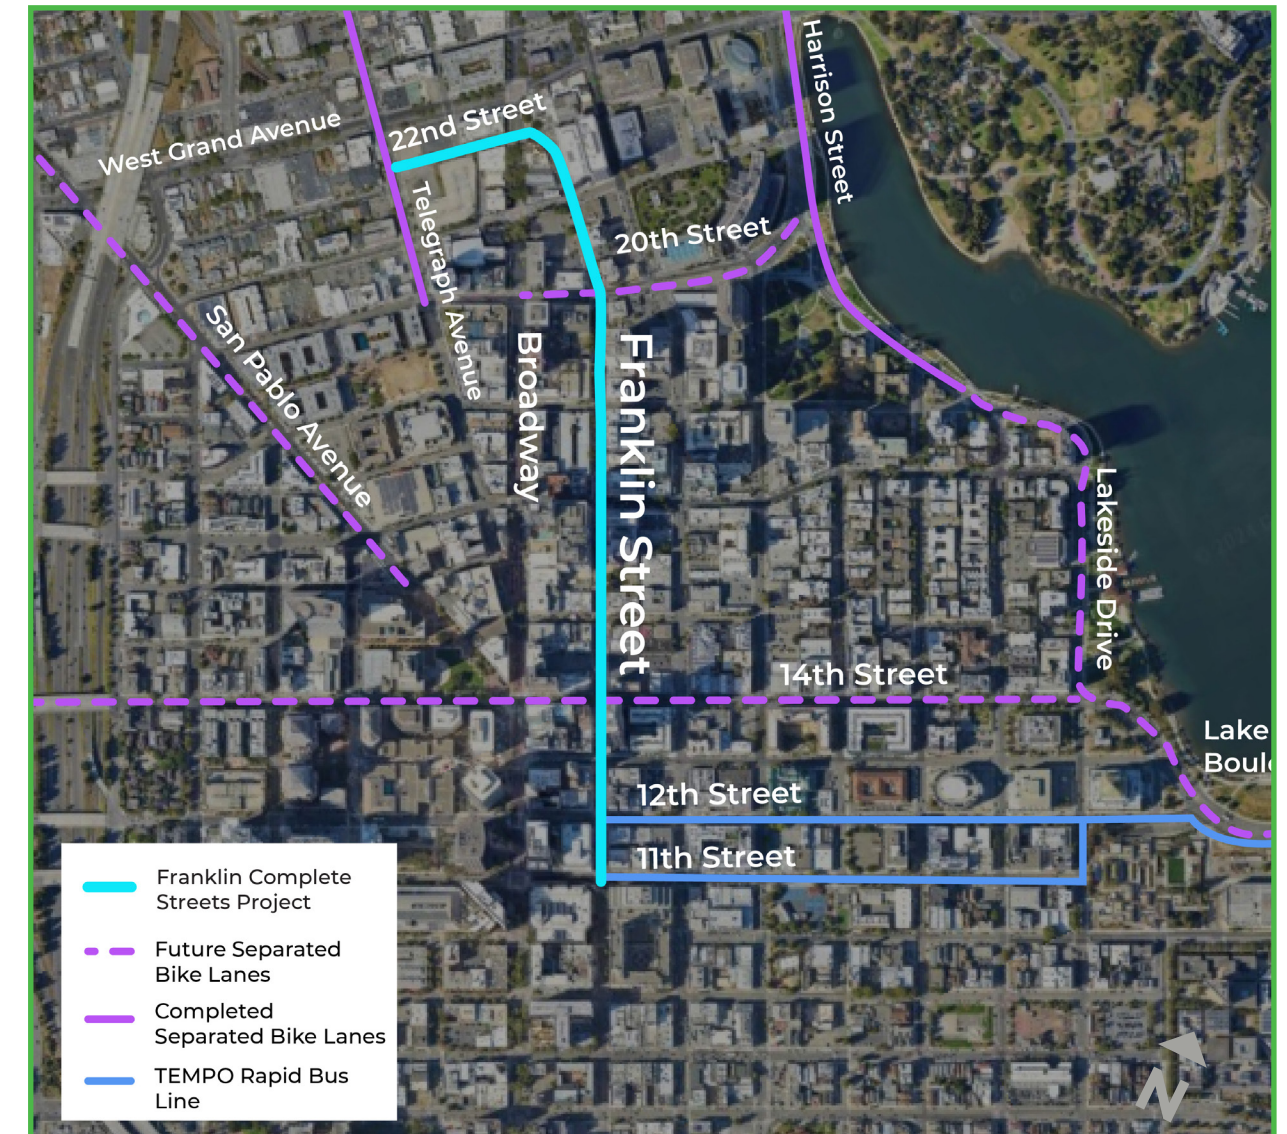 Harrison Street
22nd Street
West Grand Avenue
Telegraph Avenue
20th Street
San Pablo Avenue
Broadway
Franklin Street
Lakeside Drive
14th Street
Lake
12th Street
11th Street
Franklin Complete
Streets Project
Future Separated
Bike Lanes
Completed
Separated Bike Lanes
TEMPO Rapid Bus
Line
N